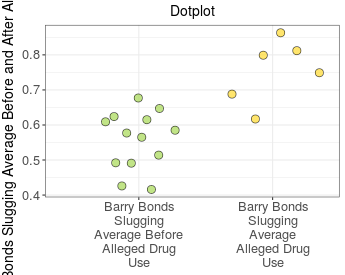 Dotplot
Bonds Slugging Average Before and After Al
0.8
0.7
0.6
0.5
0.4
Barry Bonds
Slugging
Average Before
Alleged Drug
Use
Barry Bonds
Slugging
Average
Alleged Drug
Use